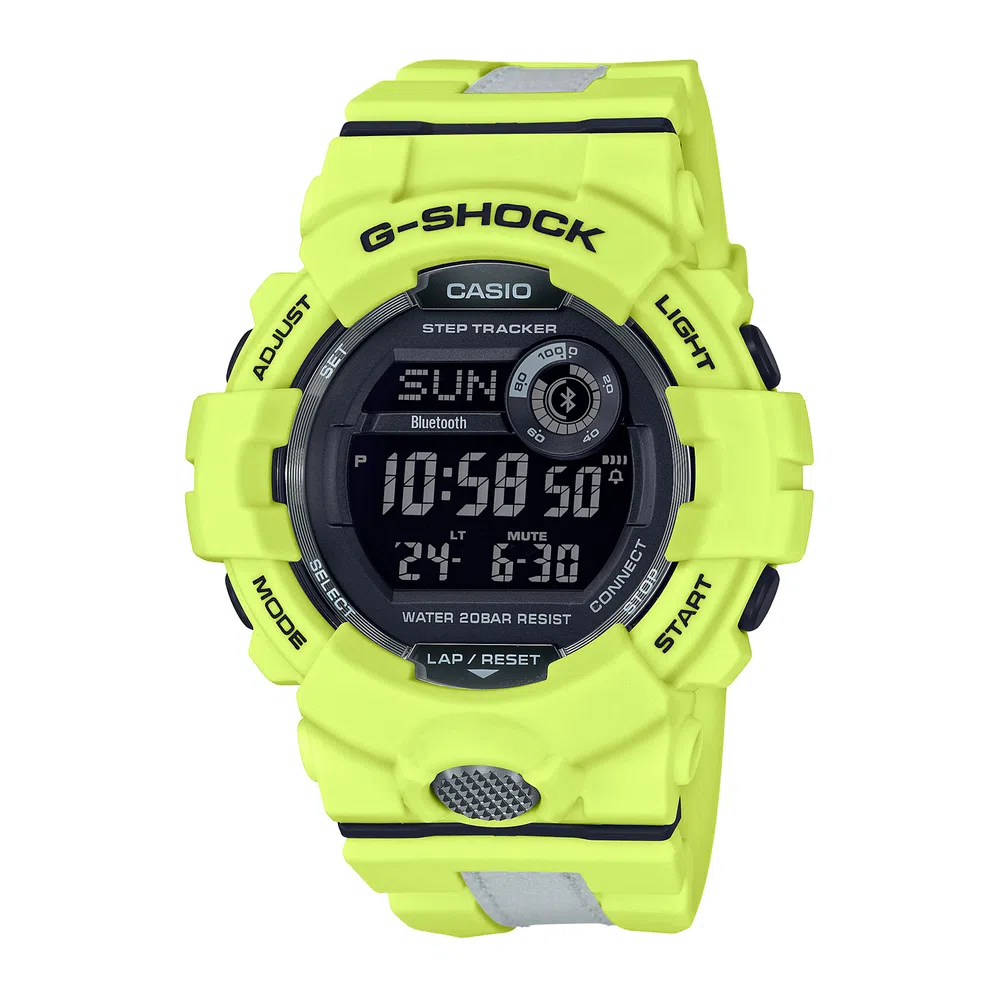 G-SHOCK
CASIO
STEP TRACKER
ADJUST
SET
LIGHT
SUN
100 0
80
20
60
40
Bluetooth
P
10:58 50
LT
MUTE
'24- 6-30
SELECT
CONNECT
STOP
MODE
START
WATER 20BAR RESIST
LAP / RESET